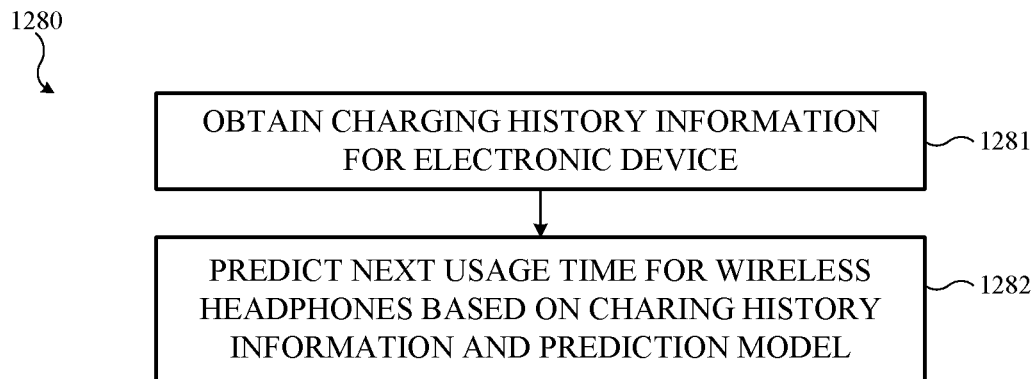 1280
OBTAIN CHARGING HISTORY INFORMATION
FOR ELECTRONIC DEVICE
1281
PREDICT NEXT USAGE TIME FOR WIRELESS
HEADPHONES BASED ON CHARING HISTORY
INFORMATION AND PREDICTION MODEL
1282